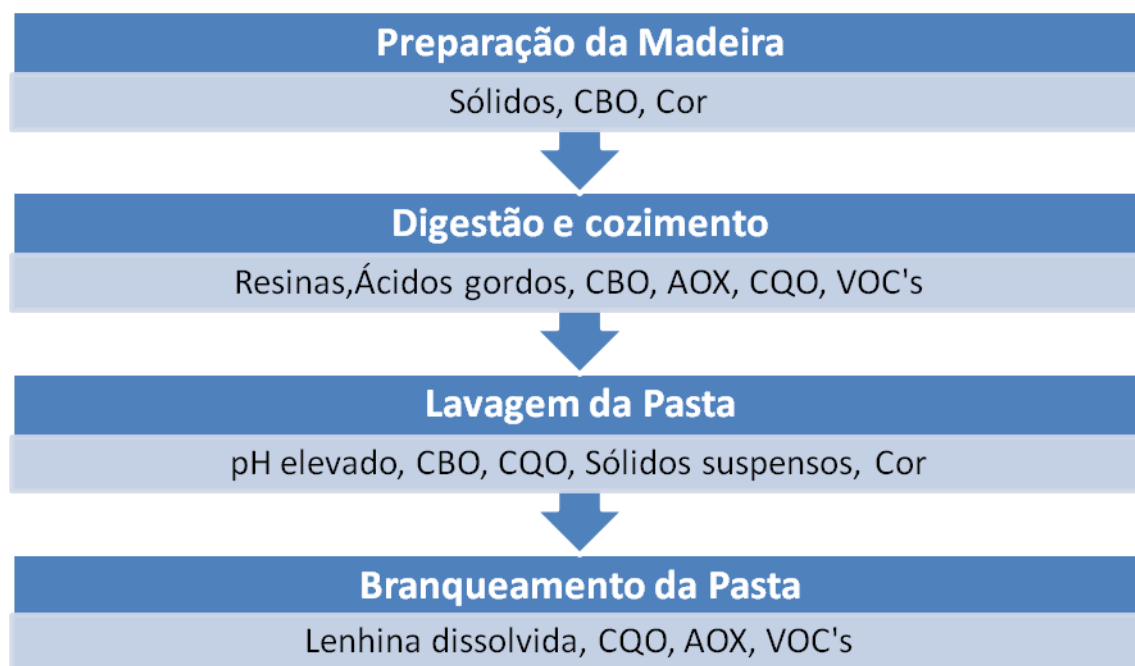 Preparação da Madeira
Sólidos, CBO, Cor
Digestão e cozimento
Resinas,Ácidos gordos, CBO, AOX, CQO, VOC's
Lavagem da Pasta
pH elevado, CBO, CQO, Sólidos suspensos, Cor
Branqueamento da Pasta
Lenhina dissolvida, CQO, AOX, VOC's